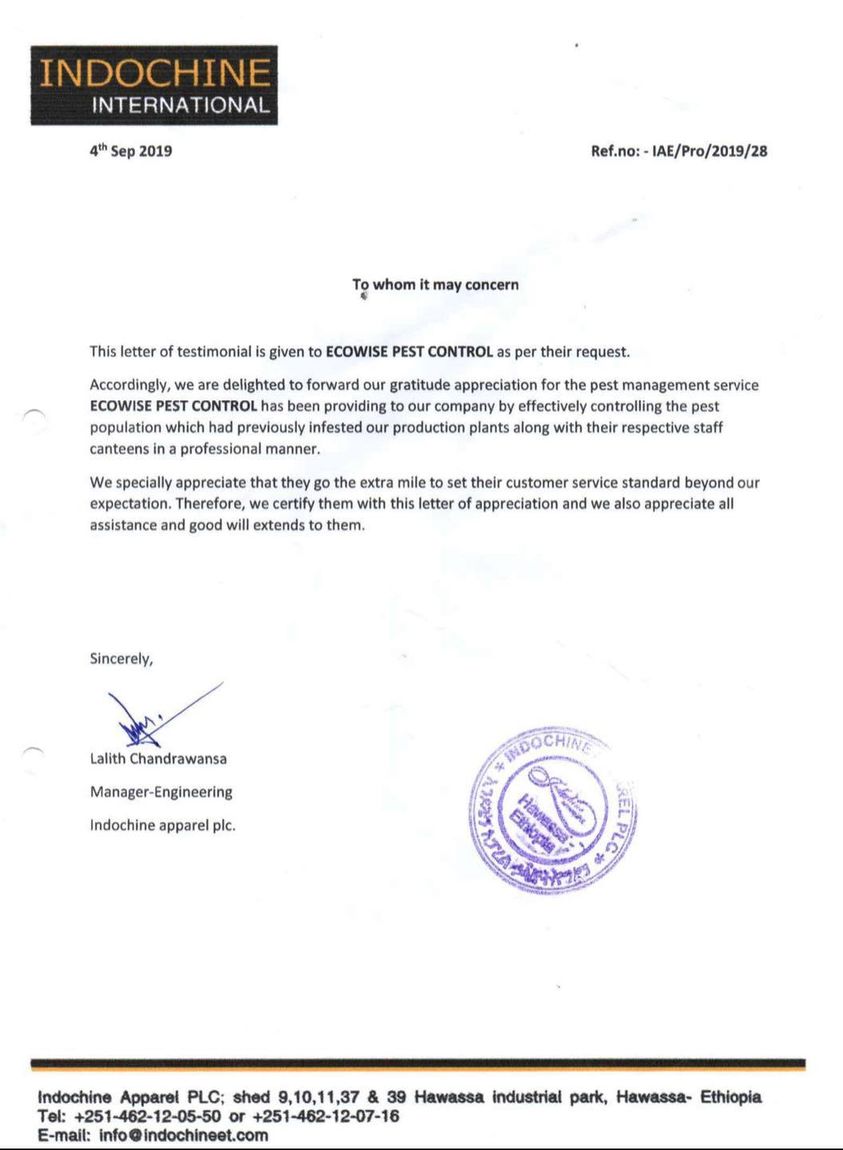 INDOCHINE
INTERNATIONAL
4th Sep 2019 Ref.no: - IAE/Pro/2019/28
To whom it may concern
This letter of testimonial is given to ECOWISE PEST CONTROL as per their request.
Accordingly, we are delighted to forward our gratitude appreciation for the pest management service
ECOWISE PEST CONTROL has been providing to our company by effectively controlling the pest
population which had previously infested our production plants along with their respective staff
canteens in a professional manner.
We specially appreciate that they go the extra mile to set their customer service standard beyond our
expectation. Therefore, we certify them with this letter of appreciation and we also appreciate all
assistance and good will extends to them.
Sincerely,
Lalith Chandrawansa
Manager-Engineering
Indochine apparel plc.
INDOCHINE
PLC
Hawassa
Ethiopia
Indochine Apparel PLC; shed 9,10,11,37 & 39 Hawassa industrial park, Hawassa- Ethiopia
Tel: +251-462-12-05-50 or +251-462-12-07-16
E-mail: info@indochineet.com